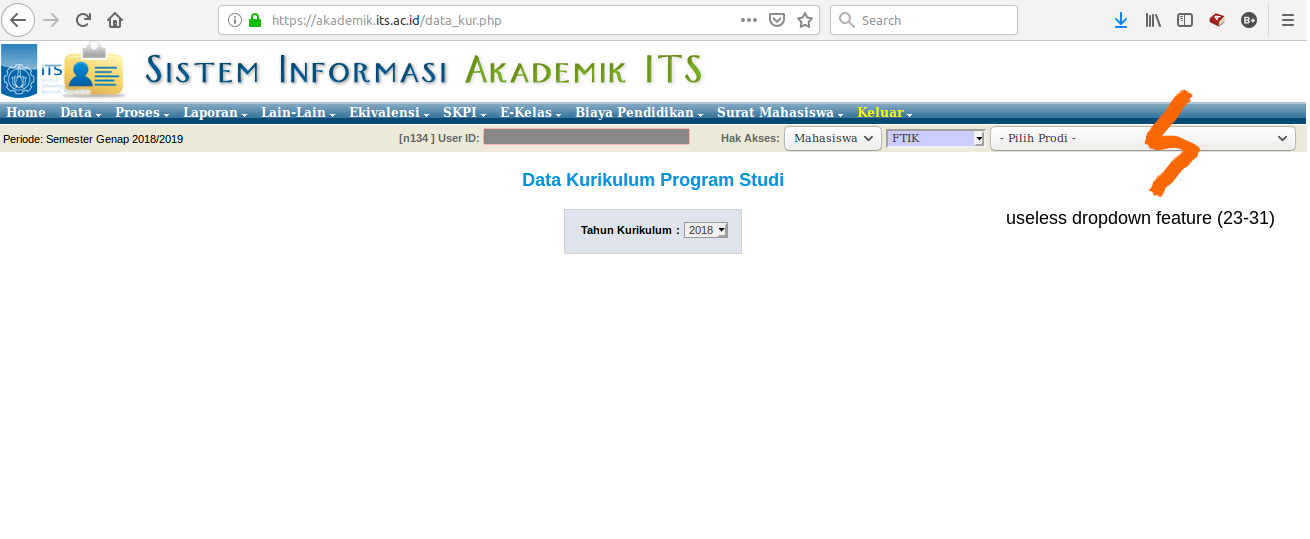 https://akademik.its.ac.id/data_kur.php
Search
ITS
SISTEM INFORMASI AKADEMIK ITS
Home Data Proses Laporan Lain-Lain Ekivalensi SKPI E-Kelas Biaya Pendidikan Surat Mahasiswa Keluar
Periode: Semester Genap 2018/2019 [n134 ] User ID: Hak Akses: Mahasiswa FTIK - Pilih Prodi -
Data Kurikulum Program Studi
useless dropdown feature (23-31)
Tahun Kurikulum : 2018